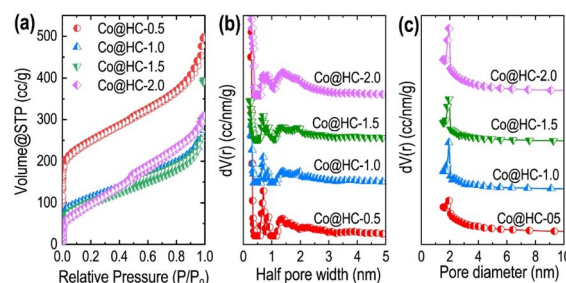 (a)
Co@HC-0.5
Co@HC-1.0
Co@HC-1.5
Co@HC-2.0
Volume@STP (cc/g)
500
400
300
200
100
0
0.0 0.2 0.4 0.6 0.8 1.0
Relative Pressure (P/P₀)
(b)
dV(r) (cc/nm/g)
Co@HC-2.0
Co@HC-1.5
Co@HC-1.0
Co@HC-0.5
0 1 2 3 4 5
Half pore width (nm)
(c)
dV(r) (cc/nm/g)
Co@HC-2.0
Co@HC-1.5
Co@HC-1.0
Co@HC-05
0 2 4 6 8 10
Pore diameter (nm)